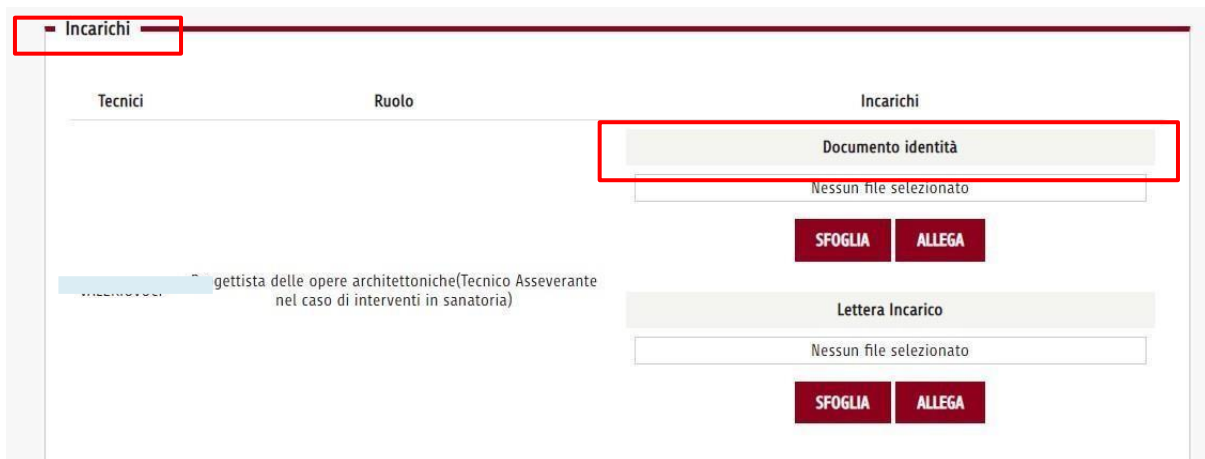 Incarichi
Tecnici Ruolo Incarichi
Documento identità
Nessun file selezionato
SFOGLIA ALLEGA
delle opere architettoniche(Tecnico Asseverante
nel caso di interventi in sanatoria)
Lettera Incarico
Nessun file selezionato
SFOGLIA ALLEGA